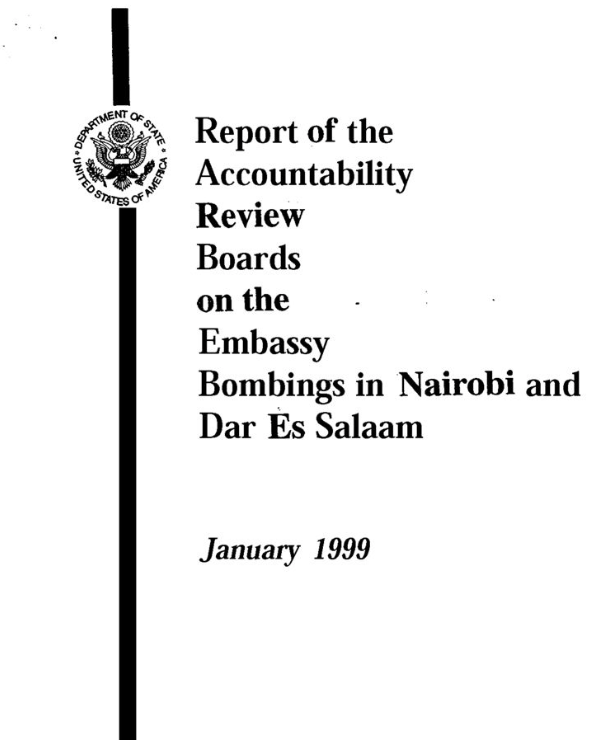 DEPARTMENT OF STATE
UNITED STATES OF AMERICA
Report of the
Accountability
Review
Boards
on the
Embassy
Bombings in Nairobi and
Dar Es Salaam
January 1999